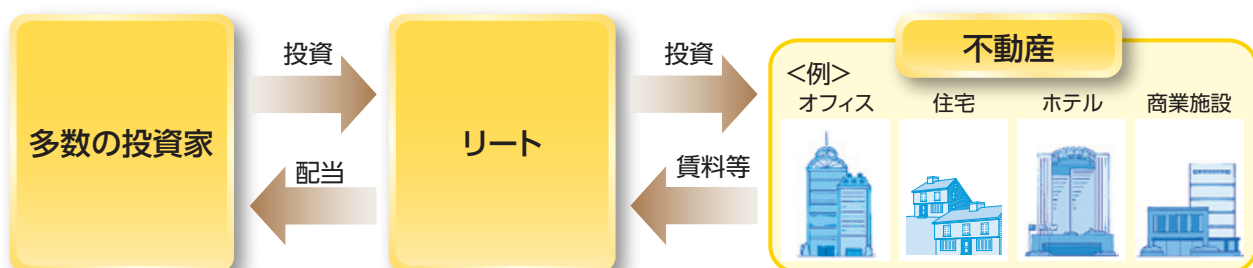 多数の投資家
投資
配当
リート
投資
賃料等
不動産
<例>
オフィス
住宅
ホテル
商業施設